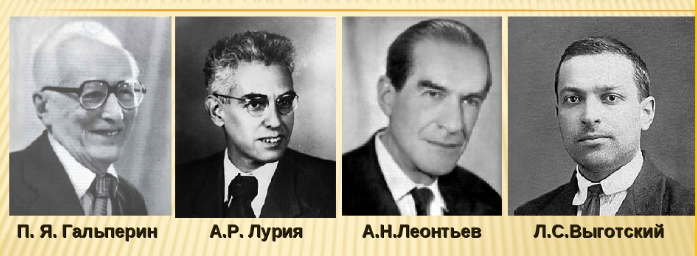 П. Я. Гальперин
А.Р. Лурия
А.Н.Леонтьев
Л.С.Выготский